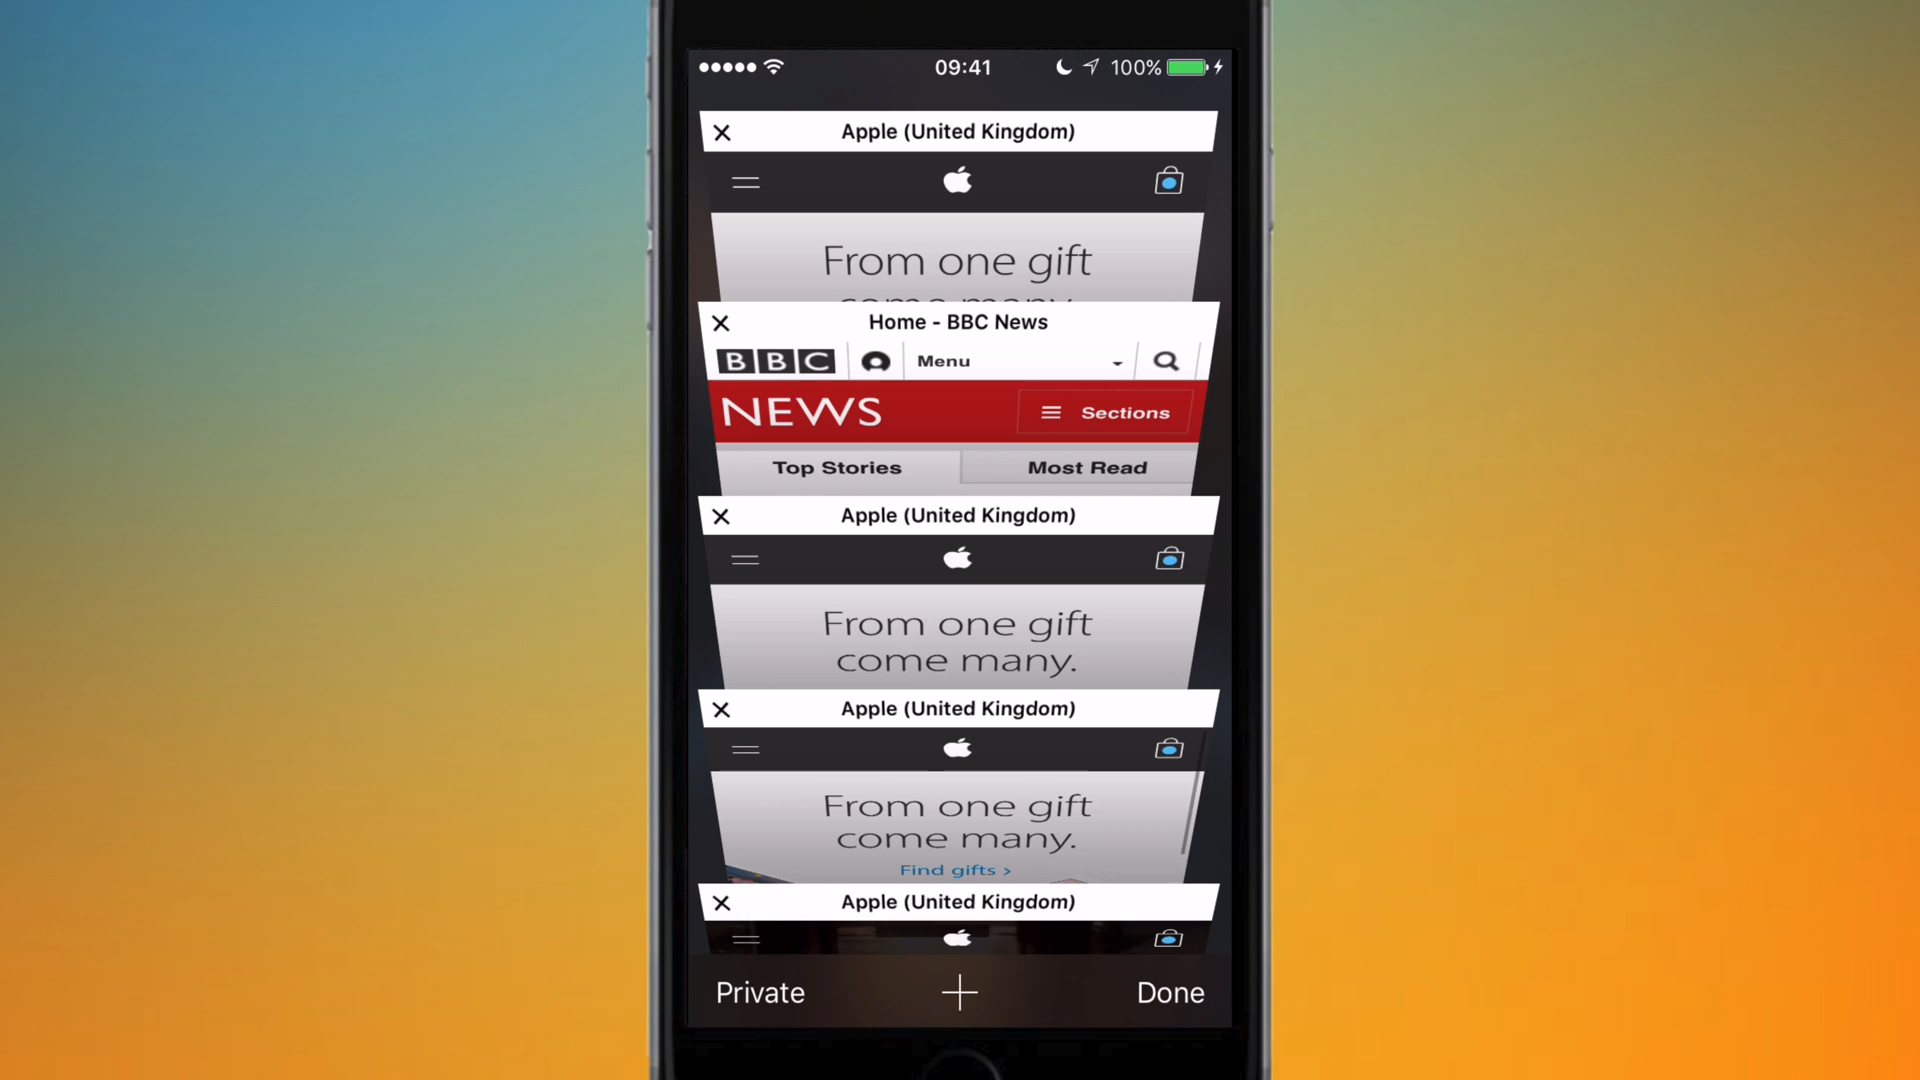 09:41
100%
Apple (United Kingdom)
From one gift
come many.
Home - BBC News
BBC
Menu
NEWS
Sections
Top Stories
Most Read
Apple (United Kingdom)
From one gift
come many.
Apple (United Kingdom)
From one gift
come many.
Find gifts >
Apple (United Kingdom)
Private
Done